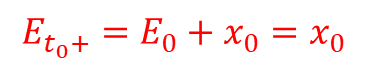 E_{t_0+} = E_0 + x_0 = x_0